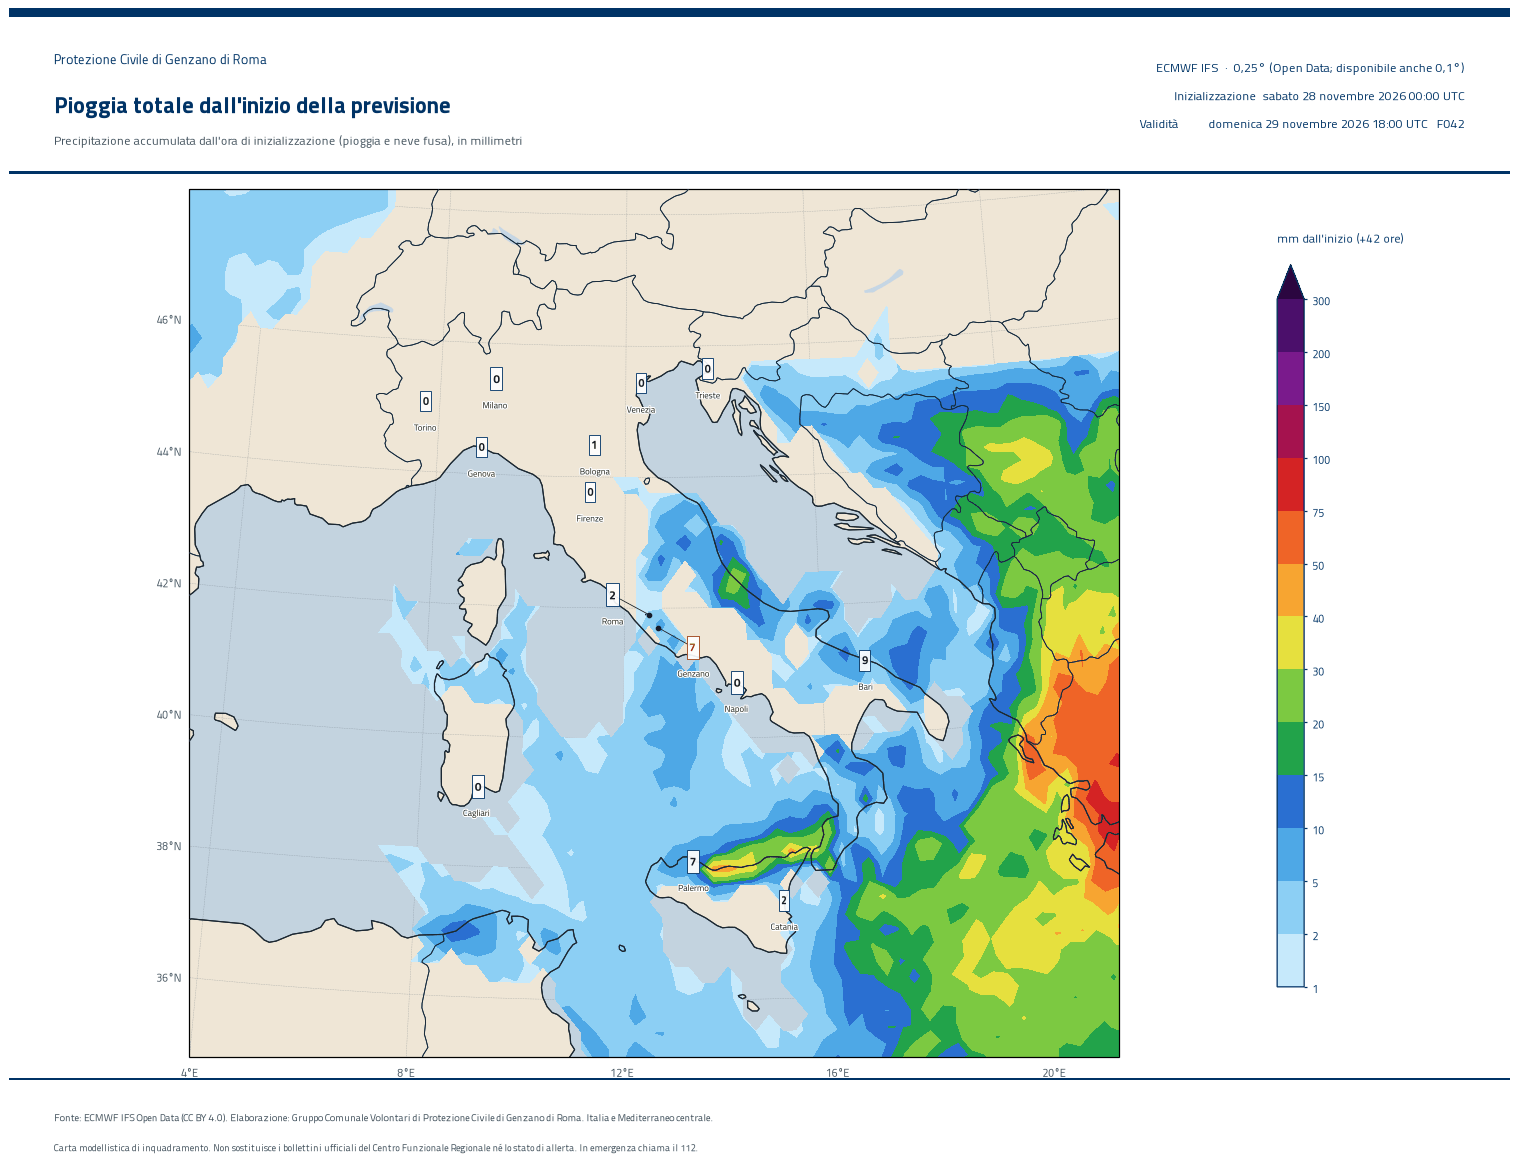 Protezione Civile di Genzano di Roma
Pioggia totale dall'inizio della previsione
Precipitazione accumulata dall'ora di inizializzazione (pioggia e neve fusa), in millimetri
ECMWF IFS · 0,25° (Open Data; disponibile anche 0,1°)
Inizializzazione sabato 28 novembre 2026 00:00 UTC
Validità domenica 29 novembre 2026 18:00 UTC F042
mm dall'inizio (+42 ore)
300
200
150
100
75
50
40
30
20
15
10
5
2
1
46°N
44°N
42°N
40°N
38°N
36°N
4°E
8°E
12°E
16°E
20°E
0
Trieste
0
Milano
0
Venezia
0
Torino
0
Genova
1
Bologna
0
Firenze
2
Roma
7
Genzano
9
Bari
0
Napoli
0
Cagliari
7
Palermo
2
Catania
Fonte: ECMWF IFS Open Data (CC BY 4.0). Elaborazione: Gruppo Comunale Volontari di Protezione Civile di Genzano di Roma. Italia e Mediterraneo centrale.
Carta modellistica di inquadramento. Non sostituisce i bollettini ufficiali del Centro Funzionale Regionale né lo stato di allerta. In emergenza chiama il 112.